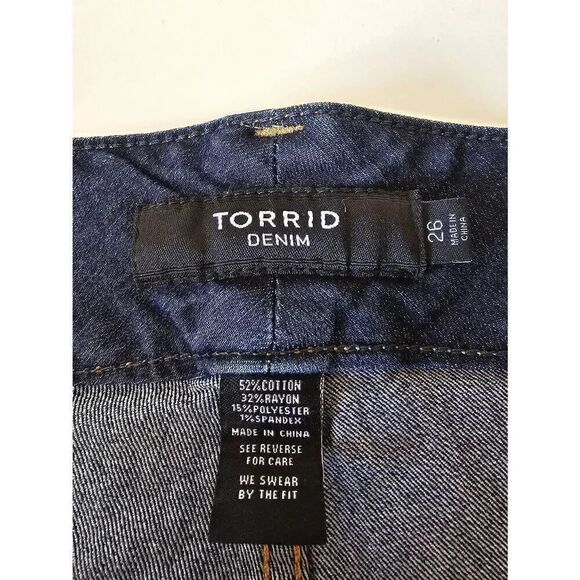 TORRID
DENIM
26
MADE IN
CHINA
52%COTTON
32%RAYON
15%POLYESTER
1%SPANDEX
MADE IN CHINA
SEE REVERSE
FOR CARE
WE SWEAR
BY THE FIT